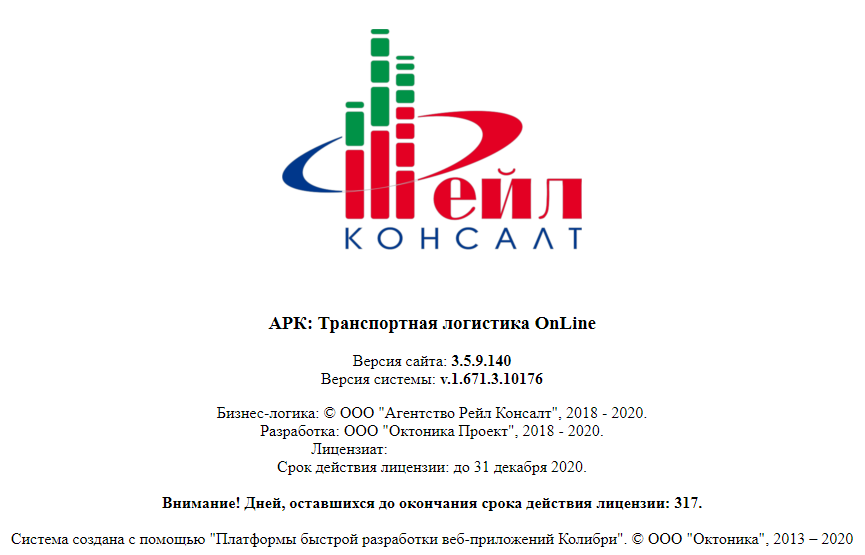 Рейл
КОНСАЛТ
АРК: Транспортная логистика OnLine
Версия сайта: 3.5.9.140
Версия системы: v.1.671.3.10176
Бизнес-логика: © ООО "Агентство Рейл Консалт", 2018 - 2020.
Разработка: ООО "Октоника Проект", 2018 - 2020.
Лицензиат:
Срок действия лицензии: до 31 декабря 2020.
Внимание! Дней, оставшихся до окончания срока действия лицензии: 317.
Система создана с помощью "Платформы быстрой разработки веб-приложений Колибри". © ООО "Октоника", 2013 – 2020